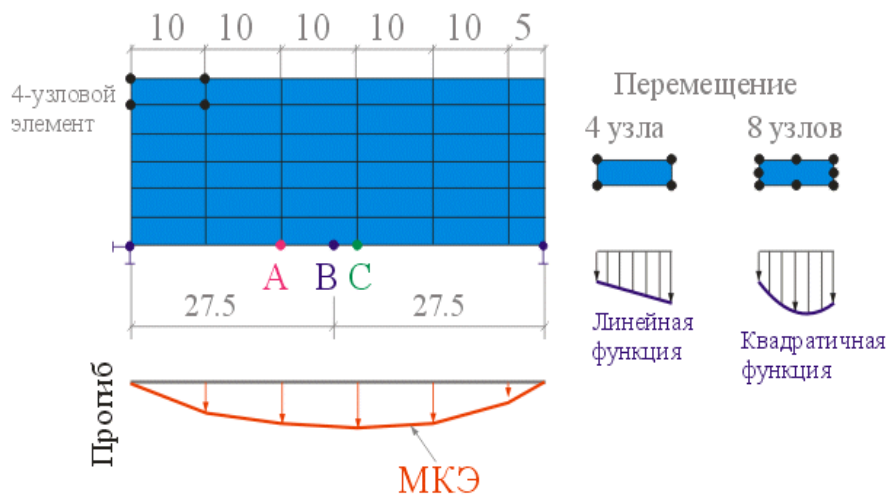 10 10 10 10 10 5
4-узловой
элемент
Перемещение
4 узла 8 узлов
A B C
27.5 27.5
Линейная
функция
Квадратичная
функция
Прогиб
МКЭ